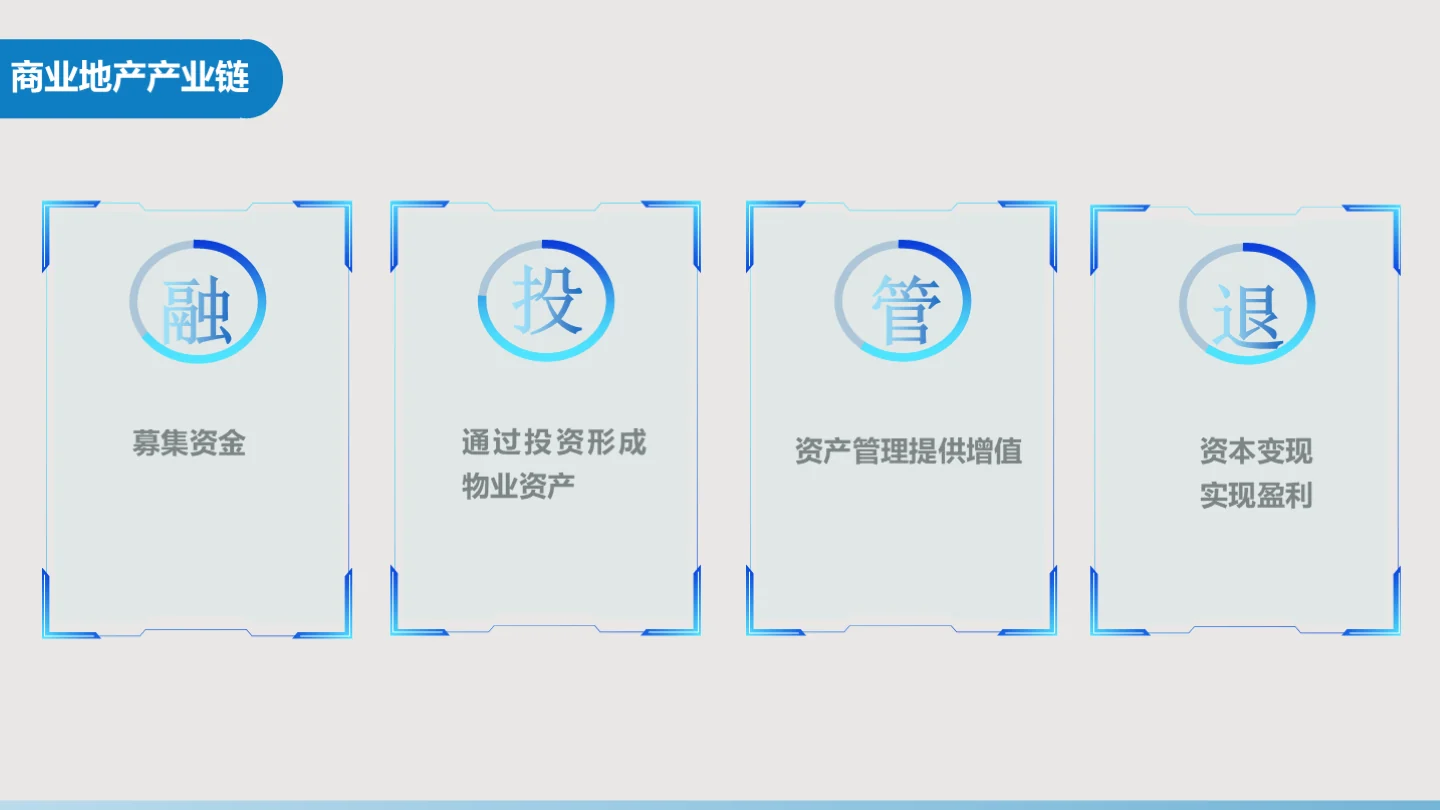 商业地产产业链
融
投
管
退
募集资金
通过投资形成
物业资产
资产管理提供增值
资本变现
实现盈利